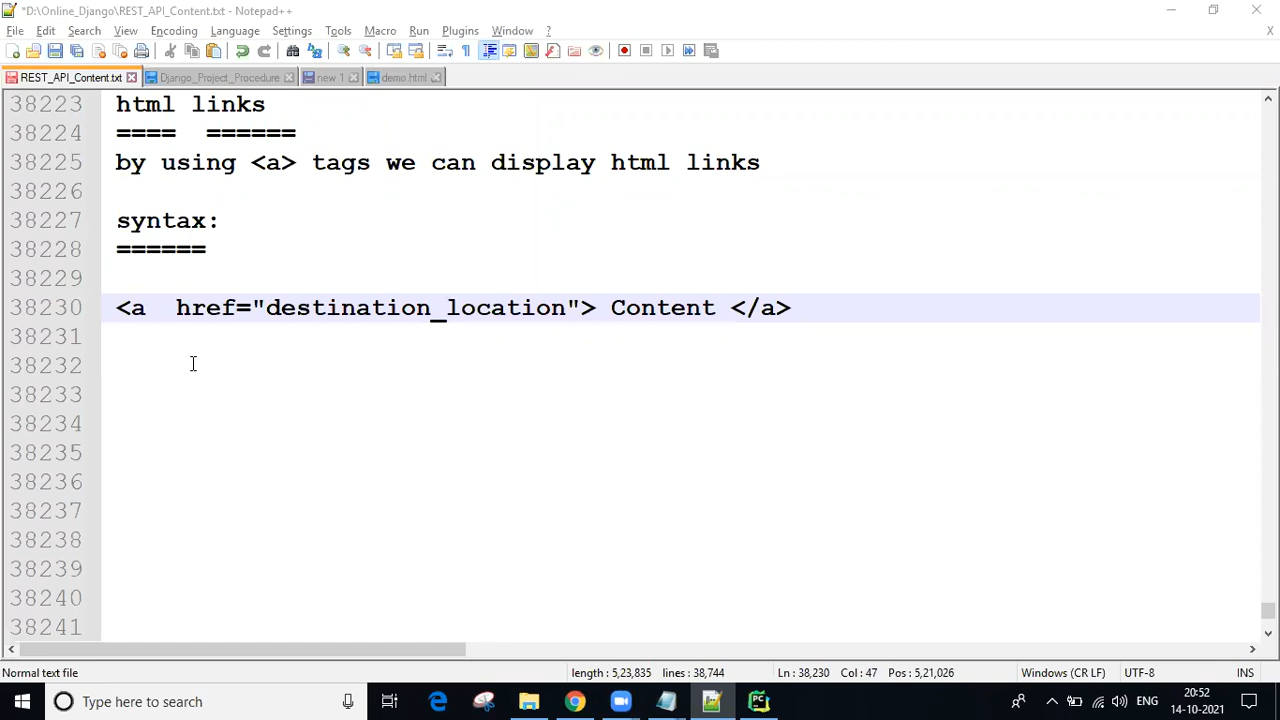 *D:\Online_Django\REST_API_Content.txt - Notepad++
File Edit Search View Encoding Language Settings Tools Macro Run Plugins Window ? X
REST_API_Content.txt Django_Project_Procedure new 1 demo.html
38223 html links
38224 ==== ======
38225 by using <a> tags we can display html links
38226
38227 syntax:
38228 ======
38229
38230 <a  href="destination_location"> Content </a>
38231
38232
38233
38234
38235
38236
38237
38238
38239
38240
38241
Normal text file length : 5,23,835 lines : 38,744 Ln : 38,230 Col : 47 Pos : 5,21,026 Windows (CR LF) UTF-8 INS
Type here to search ENG 20:52
14-10-2021